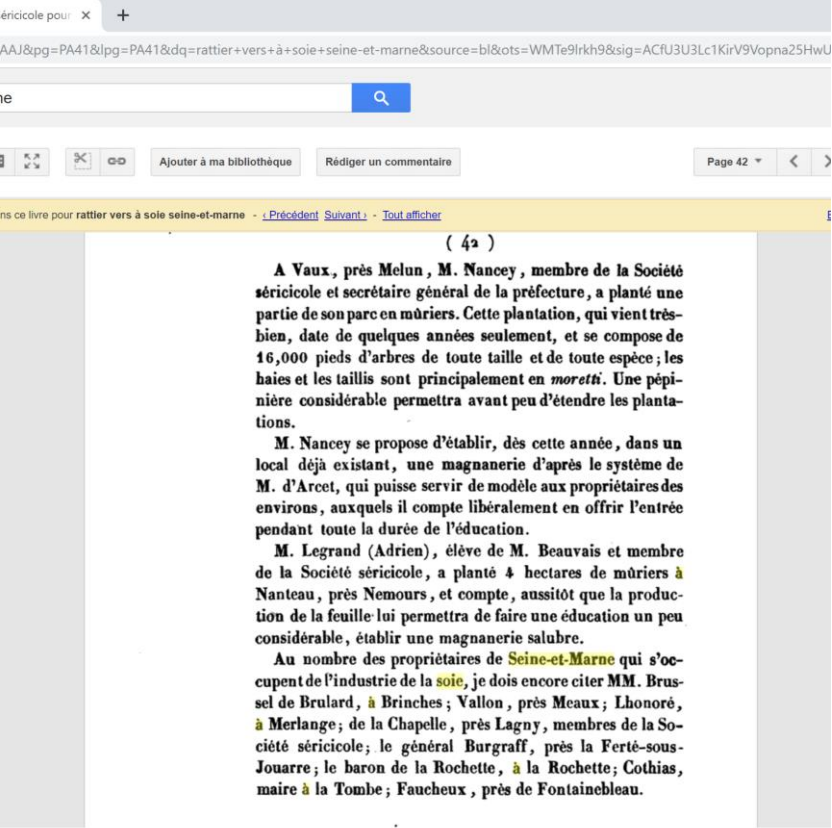 éricicole pour × +
AAJ&pg=PA41&lpg=PA41&dq=rattier+vers+à+soie+seine-et-marne&source=bl&ots=WMTe9lrkh9&sig=ACfU3U3Lc1KirV9Vopna25HwU
ne
Ajouter à ma bibliothèque Rédiger un commentaire Page 42
ns ce livre pour rattier vers à soie seine-et-marne - ‹ Précédent Suivant › - Tout afficher
( 42 )
A Vaux, près Melun, M. Nancey, membre de la Société
séricicole et secrétaire général de la préfecture, a planté une
partie de son parc en mûriers. Cette plantation, qui vient très-
bien, date de quelques années seulement, et se compose de
16,000 pieds d'arbres de toute taille et de toute espèce; les
haies et les taillis sont principalement en moretti. Une pépi-
nière considérable permettra avant peu d'étendre les planta-
tions.
M. Nancey se propose d'établir, dès cette année, dans un
local déjà existant, une magnanerie d'après le système de
M. d'Arcet, qui puisse servir de modèle aux propriétaires des
environs, auxquels il compte libéralement en offrir l'entrée
pendant toute la durée de l'éducation.
M. Legrand (Adrien), élève de M. Beauvais et membre
de la Société séricicole, a planté 4 hectares de mûriers à
Nanteau, près Nemours, et compte, aussitôt que la produc-
tion de la feuille lui permettra de faire une éducation un peu
considérable, établir une magnanerie salubre.
Au nombre des propriétaires de Seine-et-Marne qui s'oc-
cupent de l'industrie de la soie, je dois encore citer MM. Brus-
sel de Brulard, à Brinches; Vallon, près Meaux; Lhonoré,
à Merlange; de la Chapelle, près Lagny, membres de la So-
ciété séricicole; le général Burgraff, près la Ferté-sous-
Jouarre; le baron de la Rochette, à la Rochette; Cothias,
maire à la Tombe; Faucheux, près de Fontainebleau.